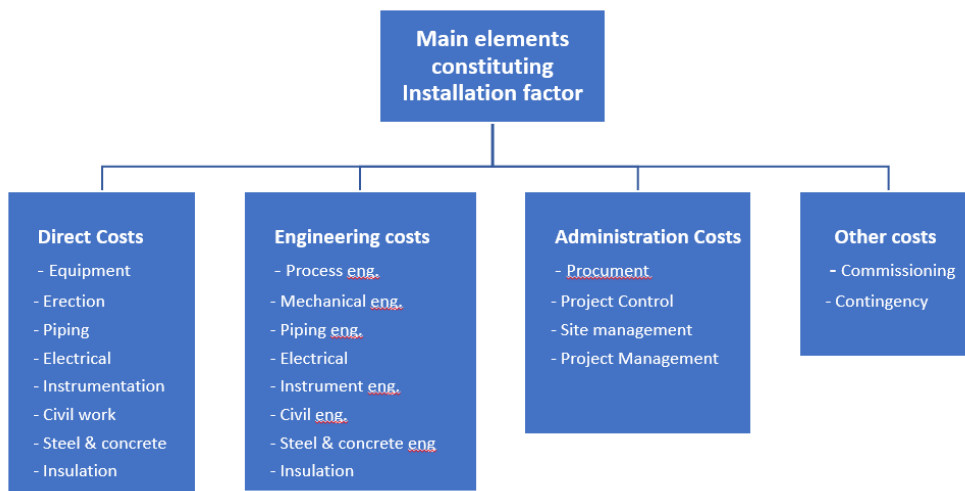 Main elements
constituting
Installation factor
Direct Costs
- Equipment
- Erection
- Piping
- Electrical
- Instrumentation
- Civil work
- Steel & concrete
- Insulation
Engineering costs
- Process eng.
- Mechanical eng.
- Piping eng.
- Electrical
- Instrument eng.
- Civil eng.
- Steel & concrete eng
- Insulation
Administration Costs
- Procument
- Project Control
- Site management
- Project Management
Other costs
- Commissioning
- Contingency